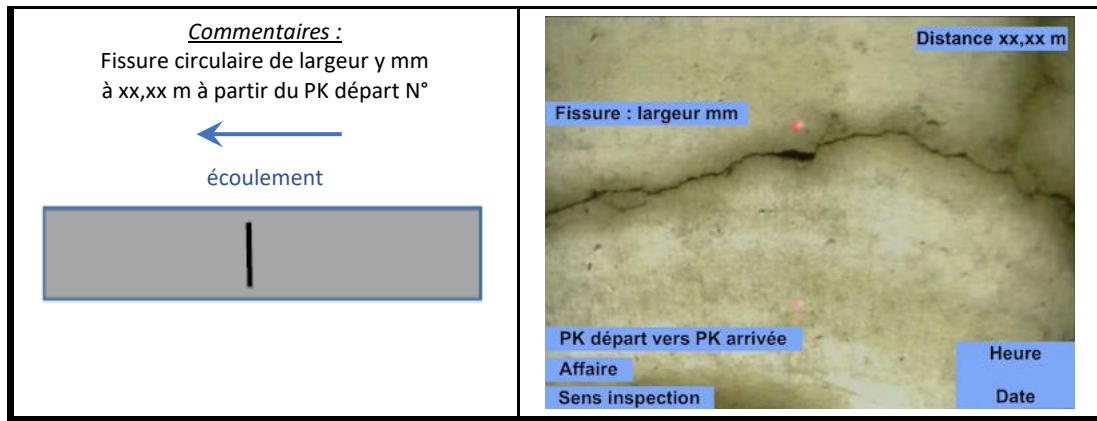 Commentaires :
Fissure circulaire de largeur y mm
à xx,xx m à partir du PK départ N°
écoulement
Distance xx,xx m
Fissure : largeur mm
PK départ vers PK arrivée
Affaire
Sens inspection
Heure
Date